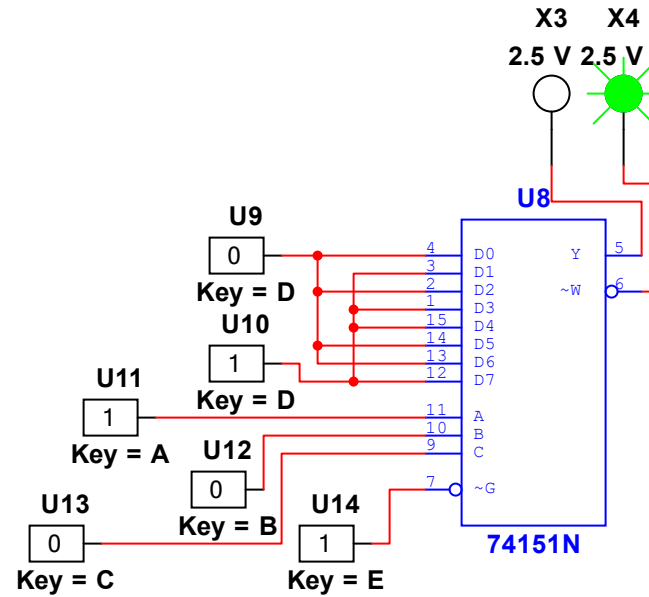 X3 X4
2.5 V 2.5 V
U8
U9
0
Key = D
U10
1
Key = D
U11
1
Key = A
U12
0
Key = B
U13
0
Key = C
U14
1
Key = E
4 D0 Y 5
3 D1
2 D2 ~W 6
1 D3
15 D4
14 D5
13 D6
12 D7
11 A
10 B
9 C
7 ~G
74151N